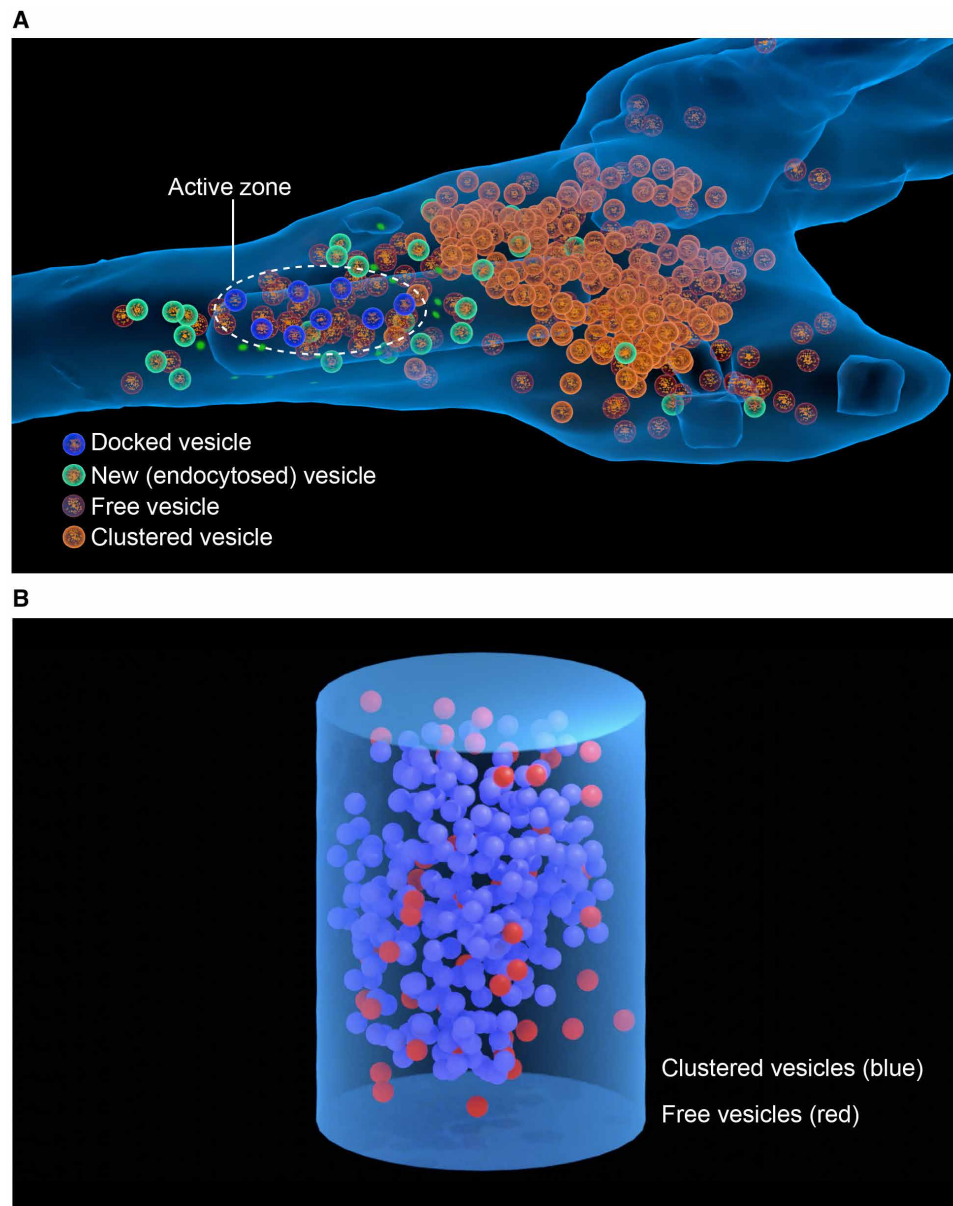 A
Active zone
Docked vesicle
New (endocytosed) vesicle
Free vesicle
Clustered vesicle
B
Clustered vesicles (blue)
Free vesicles (red)